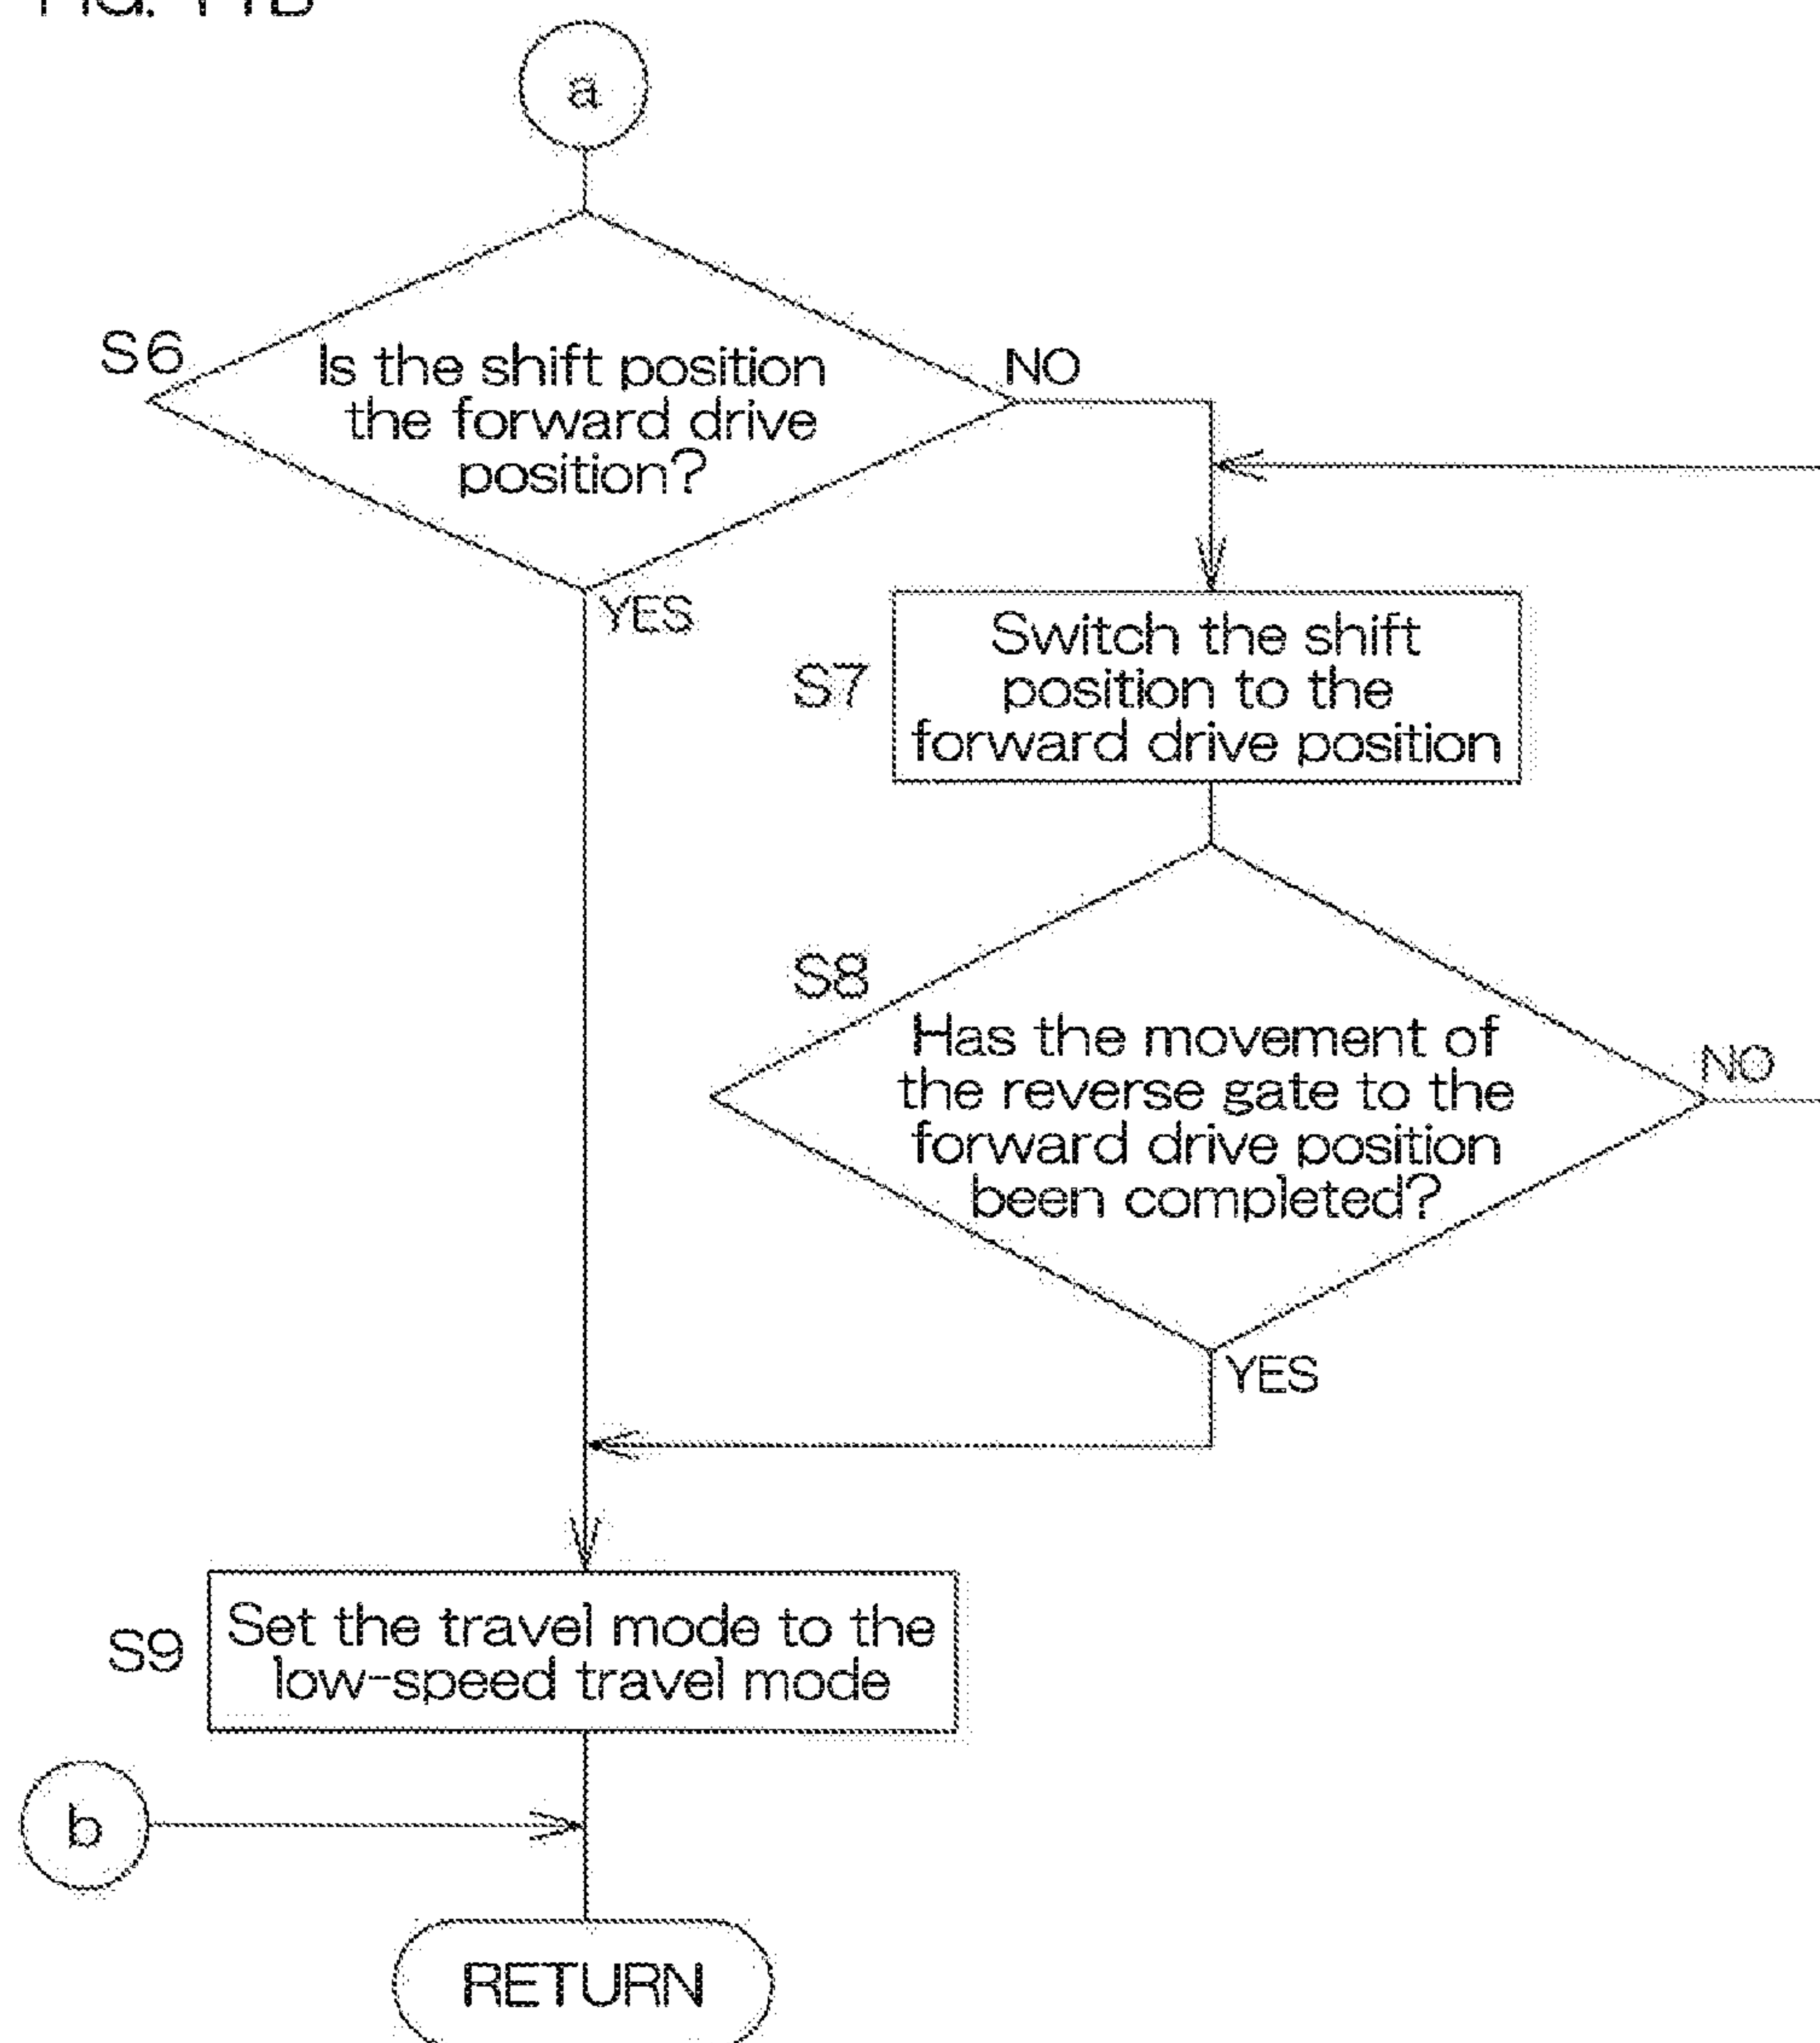 a
S6
Is the shift position
the forward drive
position?
NO
YES
S7
Switch the shift
position to the
forward drive position
S8
Has the movement of
the reverse gate to the
forward drive position
been completed?
NO
YES
S9
Set the travel mode to the
low-speed travel mode
b
RETURN